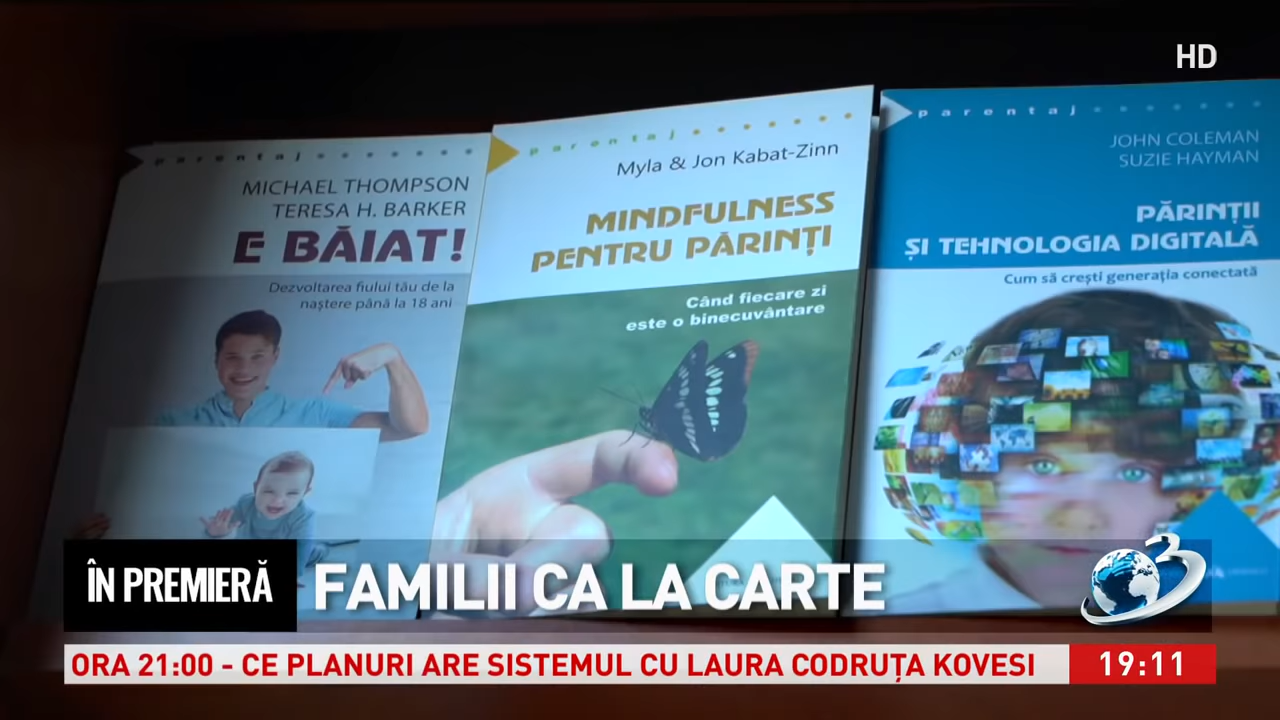 HD
parentaj
MICHAEL THOMPSON
TERESA H. BARKER
E BĂIAT!
Dezvoltarea fiului tău de la
naștere până la 18 ani
parentaj
Myla & Jon Kabat-Zinn
MINDFULNESS
PENTRU PĂRINȚI
Când fiecare zi
este o binecuvântare
parentaj
JOHN COLEMAN
SUZIE HAYMAN
PĂRINȚII
ȘI TEHNOLOGIA DIGITALĂ
Cum să crești generația conectată
ÎN PREMIERĂ
FAMILII CA LA CARTE
3
ORA 21:00 - CE PLANURI ARE SISTEMUL CU LAURA CODRUȚA KOVESI
19:11